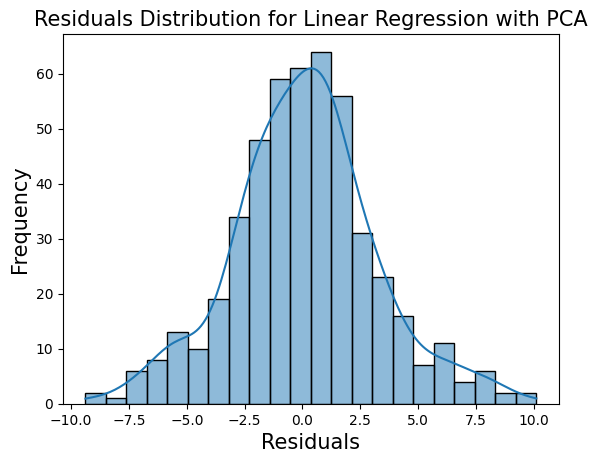 Residuals Distribution for Linear Regression with PCA
Frequency
60
50
40
30
20
10
0
−10.0 −7.5 −5.0 −2.5 0.0 2.5 5.0 7.5 10.0
Residuals